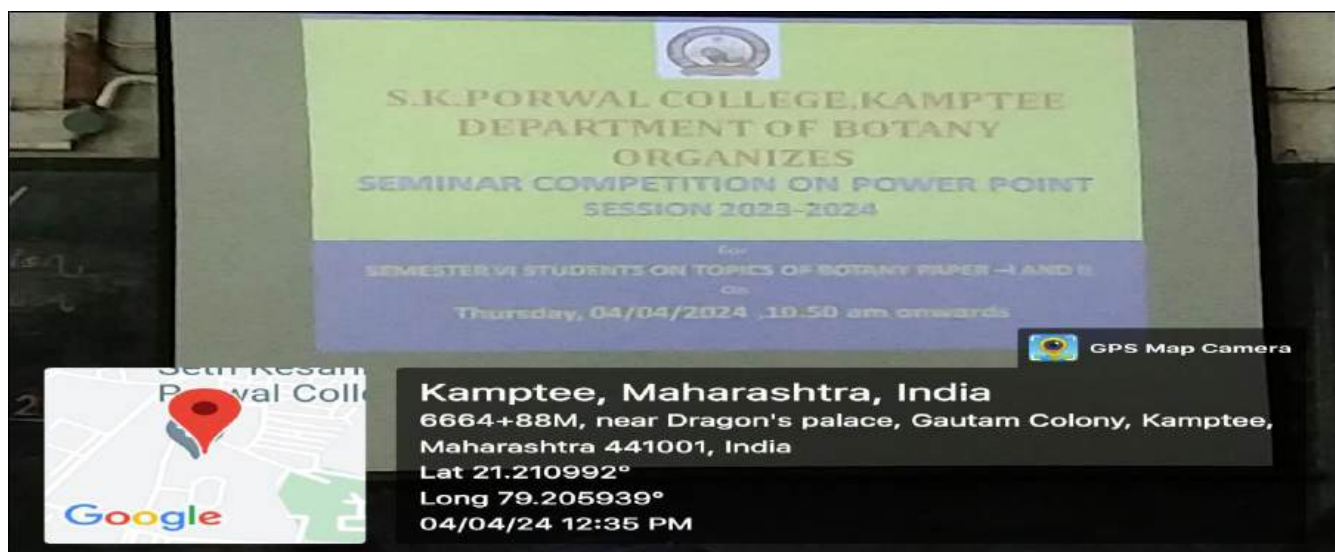 S.K.PORWAL COLLEGE,KAMPTEE
DEPARTMENT OF BOTANY
ORGANIZES
SEMINAR COMPETITION ON POWER POINT
SESSION 2023-2024
For
SEMESTER VI STUDENTS ON TOPICS OF BOTANY PAPER –I AND II
On
Thursday, 04/04/2024 ,10.50 am onwards
GPS Map Camera
Porwal Coll
Google
Kamptee, Maharashtra, India
6664+88M, near Dragon's palace, Gautam Colony, Kamptee,
Maharashtra 441001, India
Lat 21.210992°
Long 79.205939°
04/04/24 12:35 PM